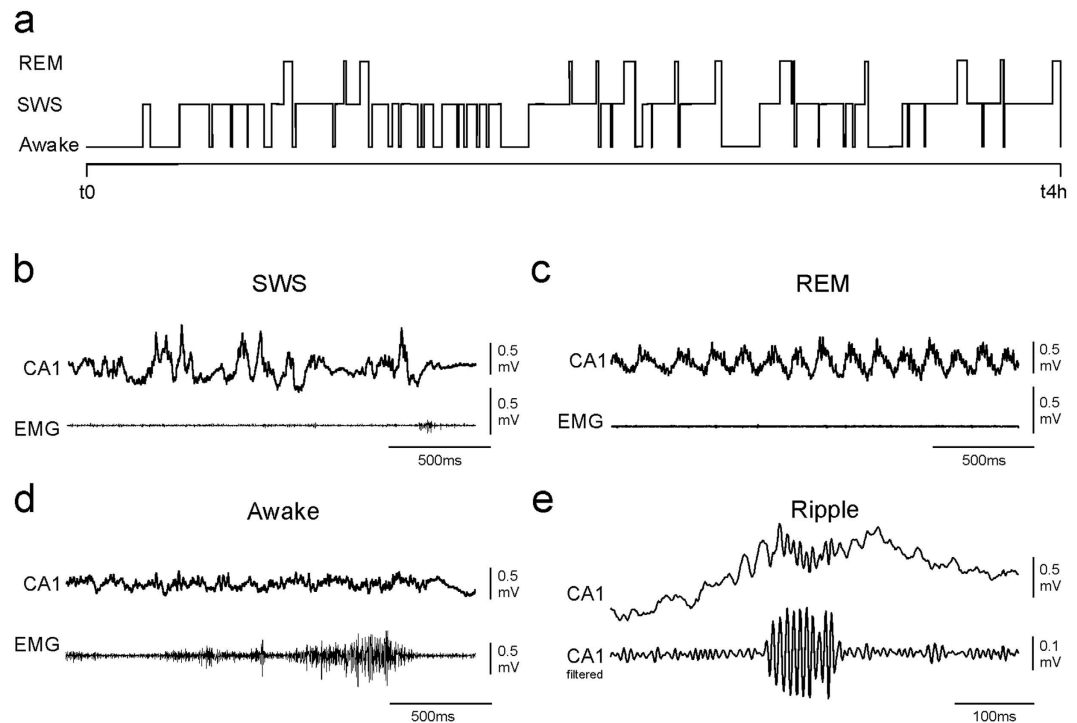 a
REM
SWS
Awake
t0
t4h
b
SWS
CA1
0.5
mV
EMG
0.5
mV
500ms
c
REM
CA1
0.5
mV
EMG
0.5
mV
500ms
d
Awake
CA1
0.5
mV
EMG
0.5
mV
500ms
e
Ripple
CA1
0.5
mV
CA1
filtered
0.1
mV
100ms